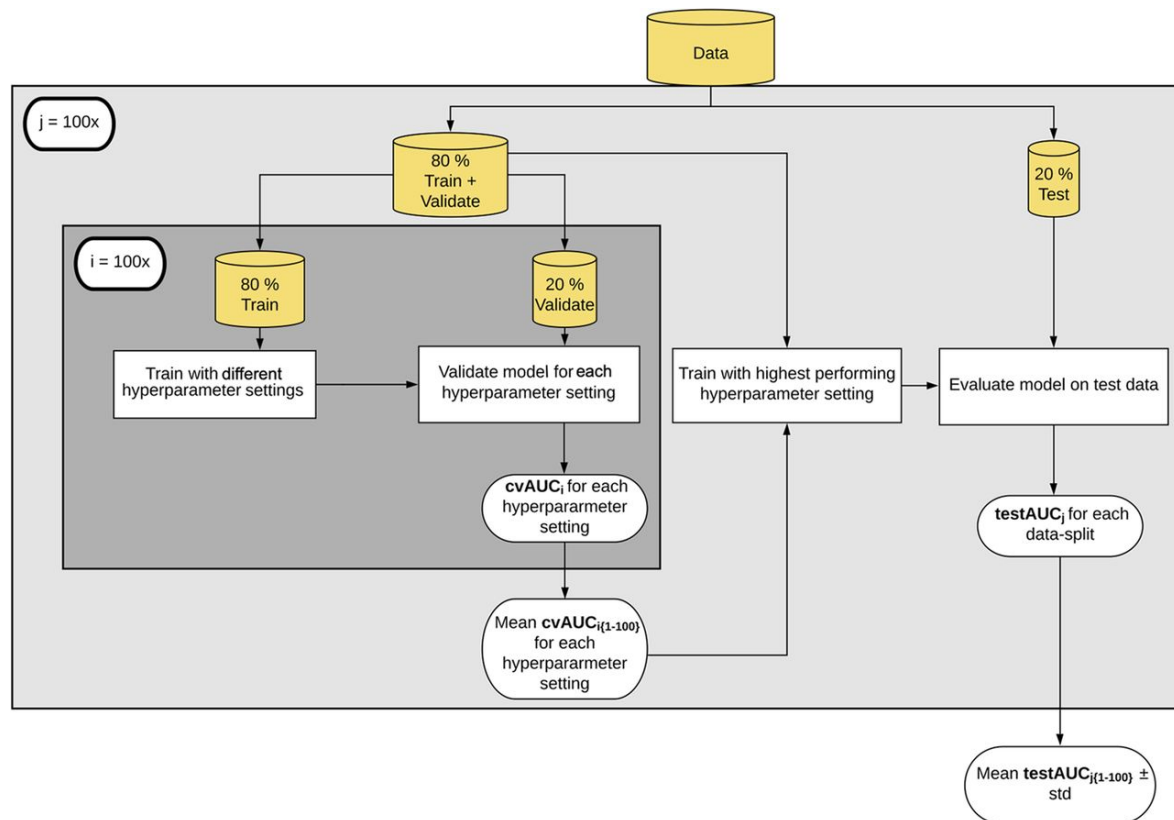 Data
j = 100x
80 %
Train +
Validate
20 %
Test
i = 100x
80 %
Train
20 %
Validate
Train with different
hyperparameter settings
Validate model for each
hyperparameter setting
Train with highest performing
hyperparameter setting
Evaluate model on test data
cvAUCi for each
hyperpararmeter
setting
testAUCj for each
data-split
Mean cvAUCi{1-100}
for each
hyperpararmeter
setting
Mean testAUCj{1-100} ±
std